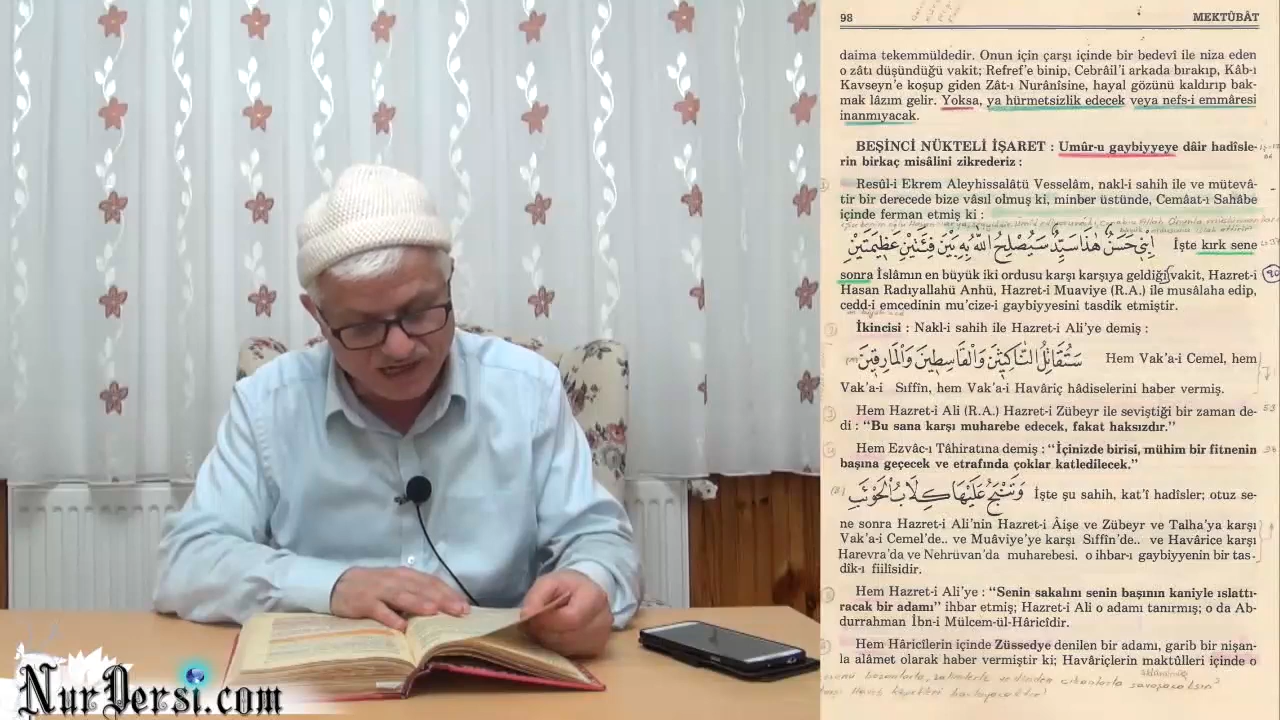 98 MEKTÛBÂT
daima tekemmüldedir. Onun için çarşı içinde bir bedevî ile niza eden
o zâtı düşündüğü vakit; Refref'e binip, Cebrâil'i arkada bırakıp, Kâb-ı
Kavseyn'e koşup giden Zât-ı Nurânîsine, hayal gözünü kaldırıp bak-
mak lâzım gelir. Yoksa, ya hürmetsizlik edecek veya nefs-i emmâresi
inanmıyacak.
BEŞİNCİ NÜKTELİ İŞARET : Umûr-u gaybiyyeye dâir hadîsle-
rin birkaç misâlini zikrederiz :
Resûl-i Ekrem Aleyhissalâtü Vesselâm, nakl-i sahih ile ve mütevâ-
tir bir derecede bize vâsıl olmuş ki, minber üstünde, Cemâat-ı Sahâbe
içinde ferman etmiş ki :
اِبْنِى حَسَنٌ هٰذَا سَيِّدٌ سَيُصْلِحُ اللّٰهُ بِهِ بَيْنَ فِئَتَيْنِ عَظِيمَتَيْنِ İşte kırk sene
sonra İslâmın en büyük iki ordusu karşı karşıya geldiği vakit, Hazret-i
Hasan Radıyallahü Anhü, Hazret-i Muaviye (R.A.) ile musâlaha edip,
cedd-i emcedinin mu'cize-i gaybiyyesini tasdik etmiştir.
İkincisi : Nakl-i sahih ile Hazret-i Ali'ye demiş :
سَتُقَاتِلُ النَّاكِثِينَ وَالْقَاسِطِينَ وَالْمَارِقِينَ Hem Vak'a-i Cemel, hem
Vak'a-i Sıffîn, hem Vak'a-i Havâriç hâdiselerini haber vermiş.
Hem Hazret-i Ali (R.A.) Hazret-i Zübeyr ile seviştiği bir zaman de-
di : "Bu sana karşı muharebe edecek, fakat haksızdır."
Hem Ezvâc-ı Tâhiratına demiş : "İçinizde birisi, mühim bir fitnenin
başına geçecek ve etrafında çoklar katledilecek."
وَتَنْبَحُ عَلَيْهَا كِلَابُ الْحَوْئَبِ İşte şu sahih, kat'î hadîsler; otuz se-
ne sonra Hazret-i Ali'nin Hazret-i Âişe ve Zübeyr ve Talha'ya karşı
Vak'a-i Cemel'de.. ve Muâviye'ye karşı Sıffîn'de.. ve Havârice karşı
Harevra'da ve Nehrüvan'da muharebesi. o ihbar-ı gaybiyyenin bir tas-
dîk-ı fiilîsidir.
Hem Hazret-i Ali'ye : "Senin sakalını senin başının kaniyle ıslattı-
racak bir adamı" ihbar etmiş; Hazret-i Ali o adamı tanırmış; o da Ab-
durrahman İbn-i Mülcem-ül-Hâricîdir.
Hem Hâricîlerin içinde Züssedye denilen bir adamı, garib bir nişan-
la alâmet olarak haber vermiştir ki; Havâriçlerin maktûlleri içinde o
NurDersi.com